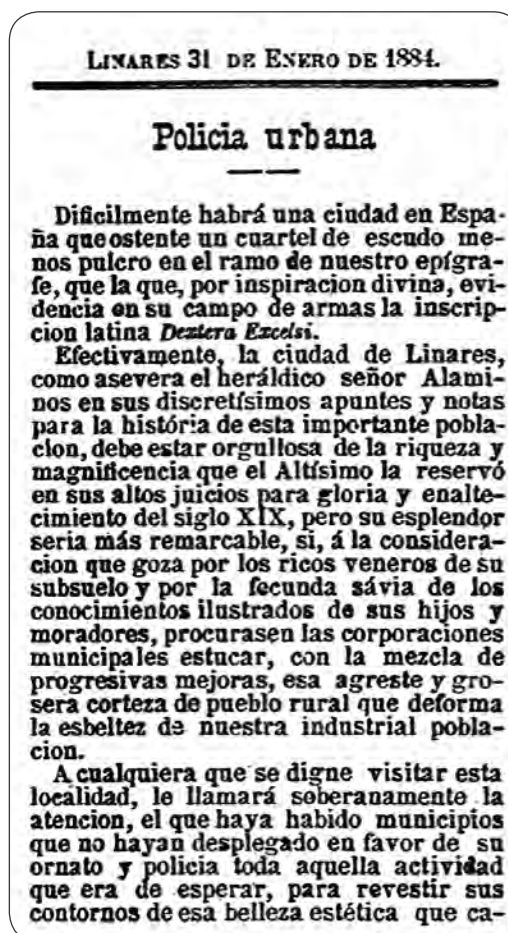 LINARES 31 DE ENERO DE 1884.
Policia urbana
Dificilmente habrá una ciudad en Espa-
ña que ostente un cuartel de escudo me-
nos pulcro en el ramo de nuestro epígra-
fe, que la que, por inspiracion divina, evi-
dencia en su campo de armas la inscrip-
cion latina Dextera Excelsi.
Efectivamente, la ciudad de Linares,
como asevera el heráldico señor Alami-
nos en sus discretísimos apuntes y notas
para la história de esta importante pobla-
cion, debe estar orgullosa de la riqueza y
magnificencia que el Altísimo la reservó
en sus altos juicios para gloria y enalte-
cimiento del siglo XIX, pero su esplendor
seria más remarcable, si, á la considera-
cion que goza por los ricos veneros de su
subsuelo y por la fecunda sávia de los
conocimientos ilustrados de sus hijos y
moradores, procurasen las corporaciones
municipales estucar, con la mezcla de
progresivas mejoras, esa agreste y gro-
sera corteza de pueblo rural que deforma
la esbeltez de nuestra industrial pobla-
cion.
A cualquiera que se digne visitar esta
localidad, le llamará soberanamente la
atencion, el que haya habido municipios
que no hayan desplegado en favor de su
ornato y policia toda aquella actividad
que era de esperar, para revestir sus
contornos de esa belleza estética que ca-